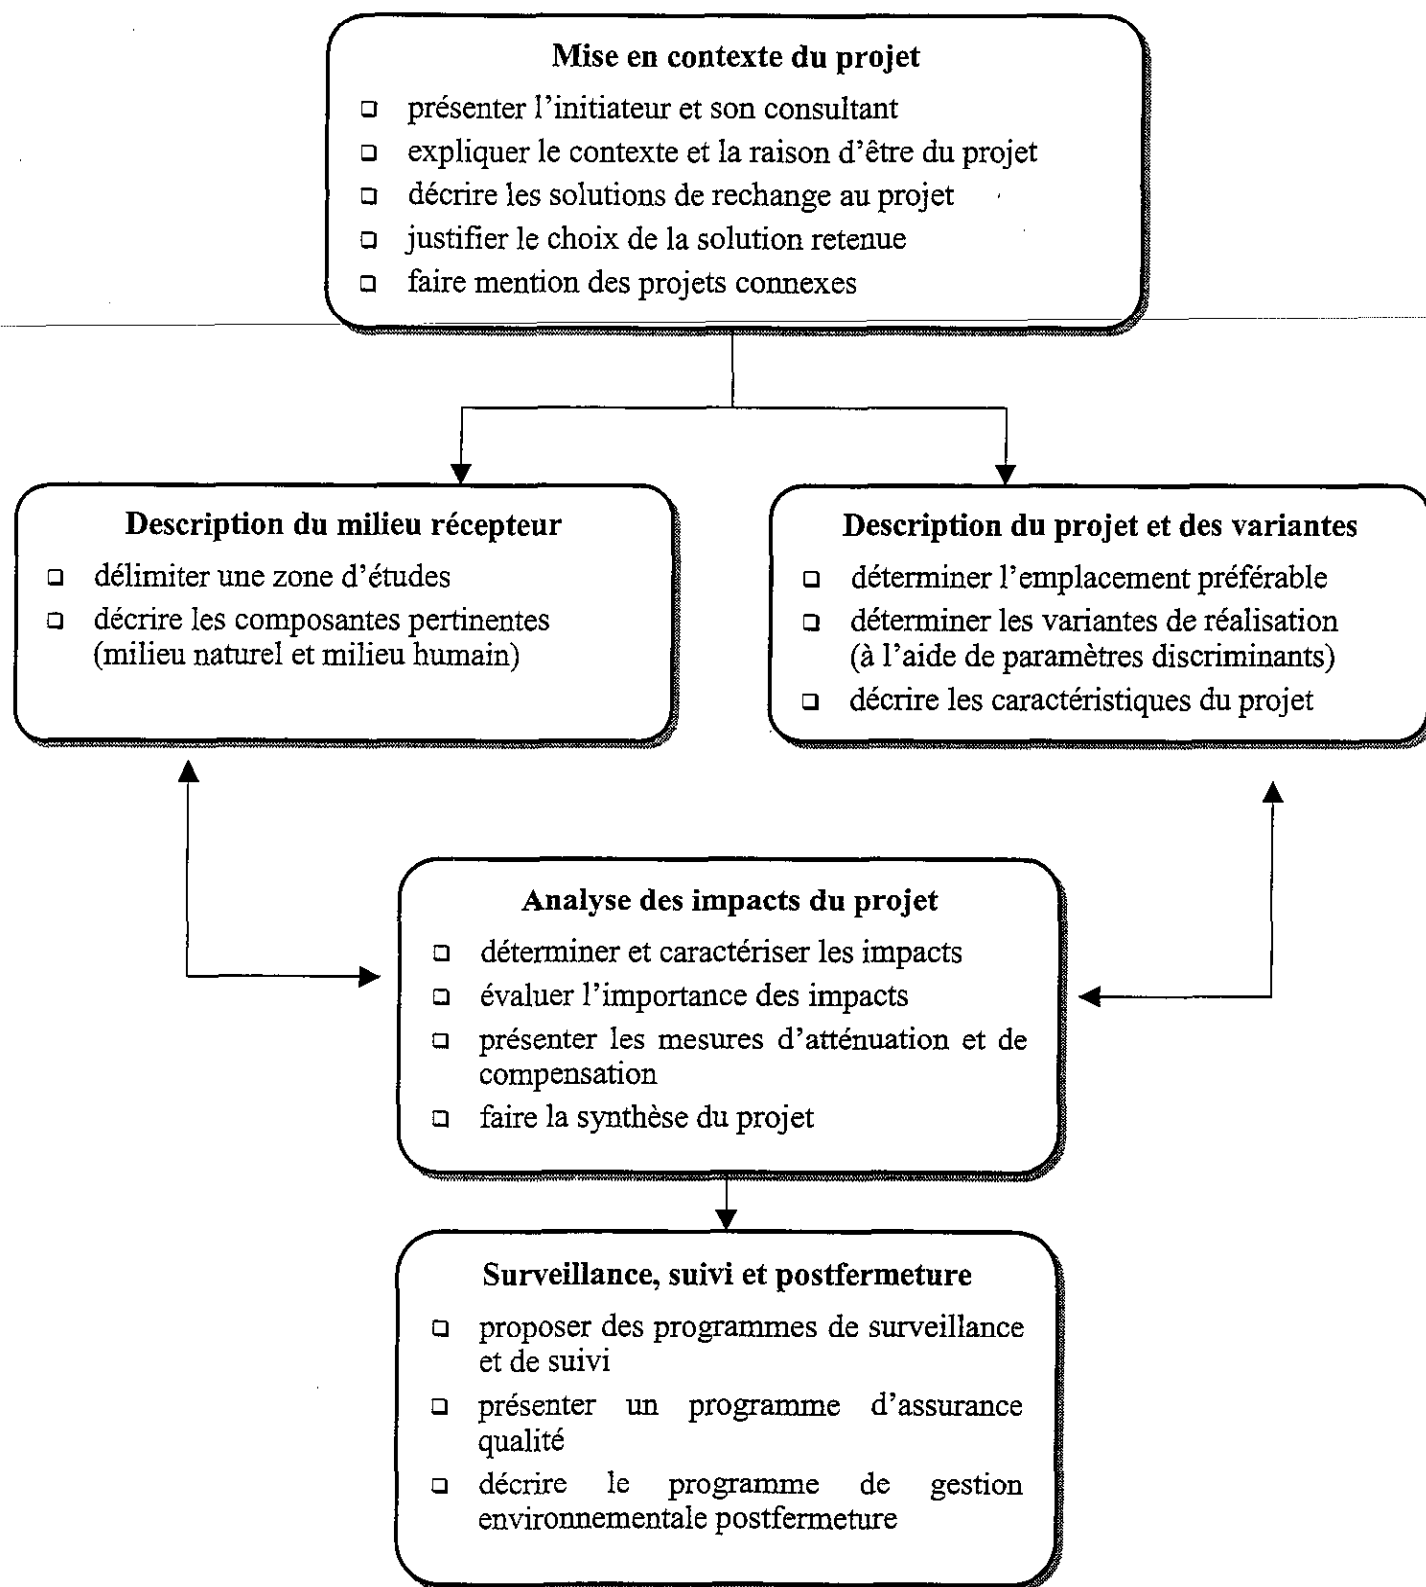 Mise en contexte du projet
❑ présenter l'initiateur et son consultant
❑ expliquer le contexte et la raison d'être du projet
❑ décrire les solutions de rechange au projet
❑ justifier le choix de la solution retenue
❑ faire mention des projets connexes
Description du milieu récepteur
❑ délimiter une zone d'études
❑ décrire les composantes pertinentes
(milieu naturel et milieu humain)
Description du projet et des variantes
❑ déterminer l'emplacement préférable
❑ déterminer les variantes de réalisation
(à l'aide de paramètres discriminants)
❑ décrire les caractéristiques du projet
Analyse des impacts du projet
❑ déterminer et caractériser les impacts
❑ évaluer l'importance des impacts
❑ présenter les mesures d'atténuation et de
compensation
❑ faire la synthèse du projet
Surveillance, suivi et postfermeture
❑ proposer des programmes de surveillance
et de suivi
❑ présenter un programme d'assurance
qualité
❑ décrire le programme de gestion
environnementale postfermeture